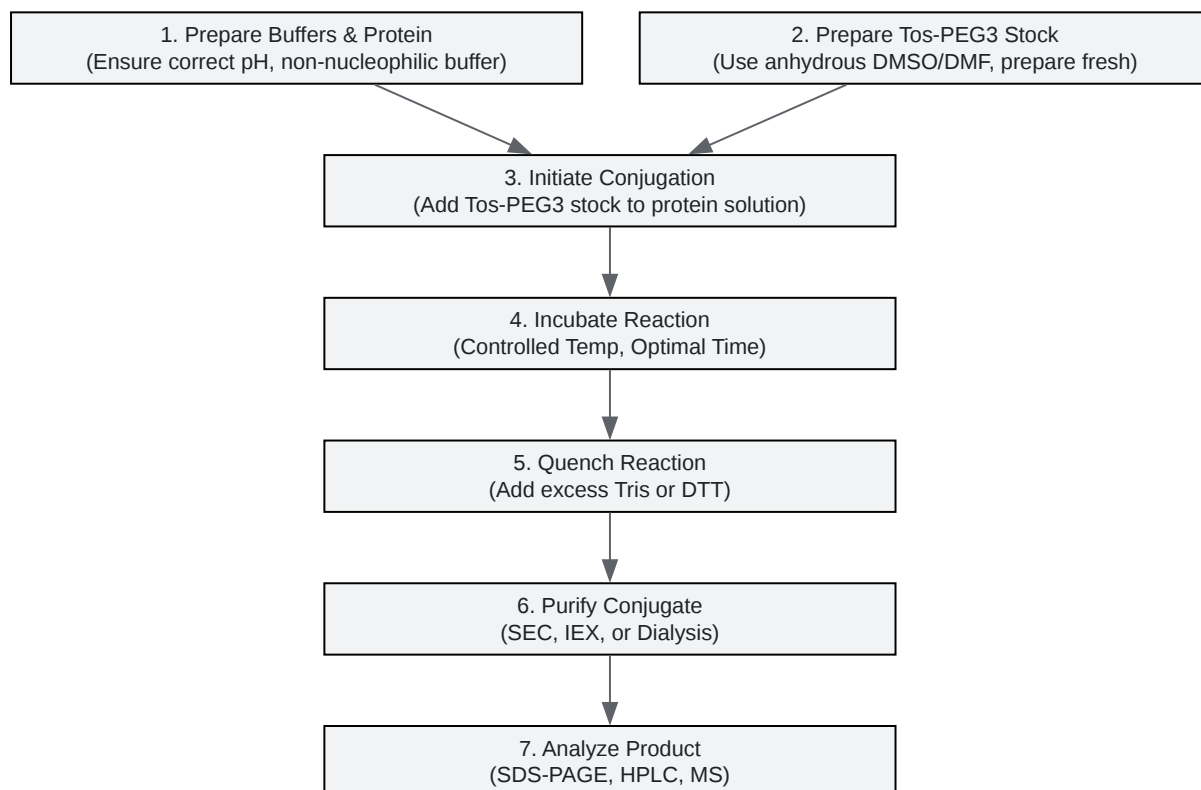 1. Prepare Buffers & Protein
(Ensure correct pH, non-nucleophilic buffer)
2. Prepare Tos-PEG3 Stock
(Use anhydrous DMSO/DMF, prepare fresh)
3. Initiate Conjugation
(Add Tos-PEG3 stock to protein solution)
4. Incubate Reaction
(Controlled Temp, Optimal Time)
5. Quench Reaction
(Add excess Tris or DTT)
6. Purify Conjugate
(SEC, IEX, or Dialysis)
7. Analyze Product
(SDS-PAGE, HPLC, MS)